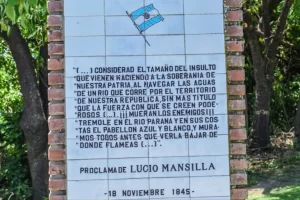 "(...) CONSIDERAD EL TAMAÑO DEL INSULTO
QUE VIENEN HACIENDO A LA SOBERANIA DE
NUESTRA PATRIA, AL NAVEGAR LAS AGUAS
DE UN RIO QUE CORRE POR EL TERRITORIO
DE NUESTRA REPUBLICA, SIN MAS TITULO
QUE LA FUERZA CON QUE SE CREEN PODE-
ROSOS. (...) ¡¡¡MUERAN LOS ENEMIGOS!!!
TREMOLE EN EL RIO PARANA Y EN SUS COS-
TAS EL PABELLON AZUL Y BLANCO, Y MURA-
MOS TODOS ANTES QUE VERLA BAJAR DE
DONDE FLAMEA (...)".
PROCLAMA DE LUCIO MANSILLA
-18 NOVIEMBRE 1845-